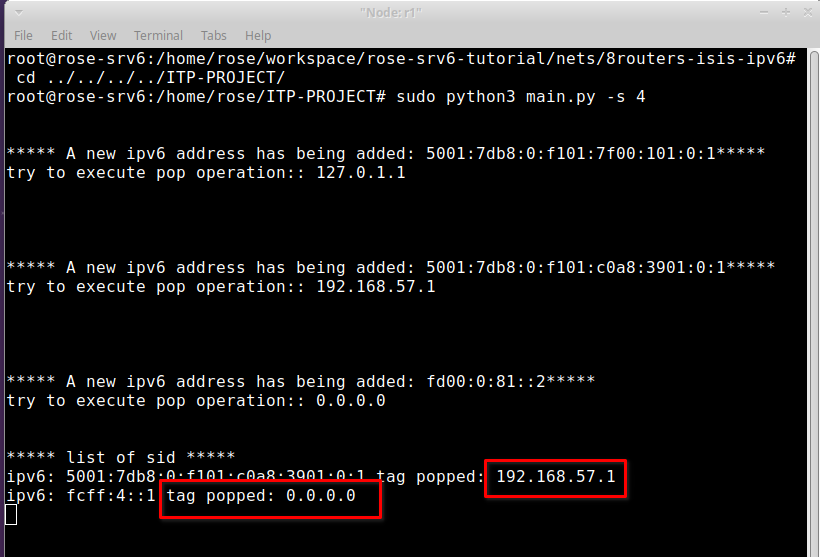 "Node: r1"
File Edit View Terminal Tabs Help
root@rose-srv6:/home/rose/workspace/rose-srv6-tutorial/nets/8routers-isis-ipv6#
cd ../../../../ITP-PROJECT/
root@rose-srv6:/home/rose/ITP-PROJECT# sudo python3 main.py -s 4
***** A new ipv6 address has being added: 5001:7db8:0:f101:7f00:101:0:1*****
try to execute pop operation:: 127.0.1.1
***** A new ipv6 address has being added: 5001:7db8:0:f101:c0a8:3901:0:1*****
try to execute pop operation:: 192.168.57.1
***** A new ipv6 address has being added: fd00:0:81::2*****
try to execute pop operation:: 0.0.0.0
***** list of sid *****
ipv6: 5001:7db8:0:f101:c0a8:3901:0:1 tag popped: 192.168.57.1
ipv6: fcff:4::1 tag popped: 0.0.0.0